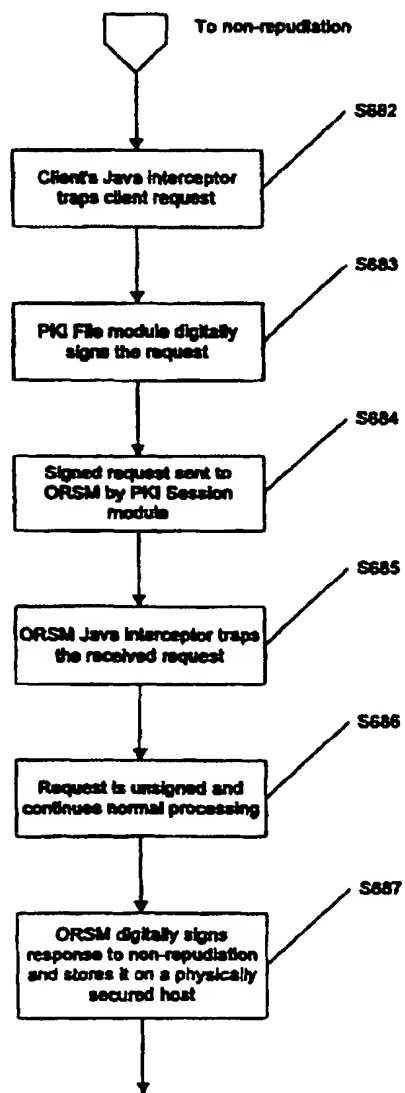 To non-repudiation
S682
Client's Java interceptor
traps client request
S683
PKI File module digitally
signs the request
S684
Signed request sent to
ORSM by PKI Session
module
S685
ORSM Java interceptor traps
the received request
S686
Request is unsigned and
continues normal processing
S687
ORSM digitally signs
response to non-repudiation
and stores it on a physically
secured host